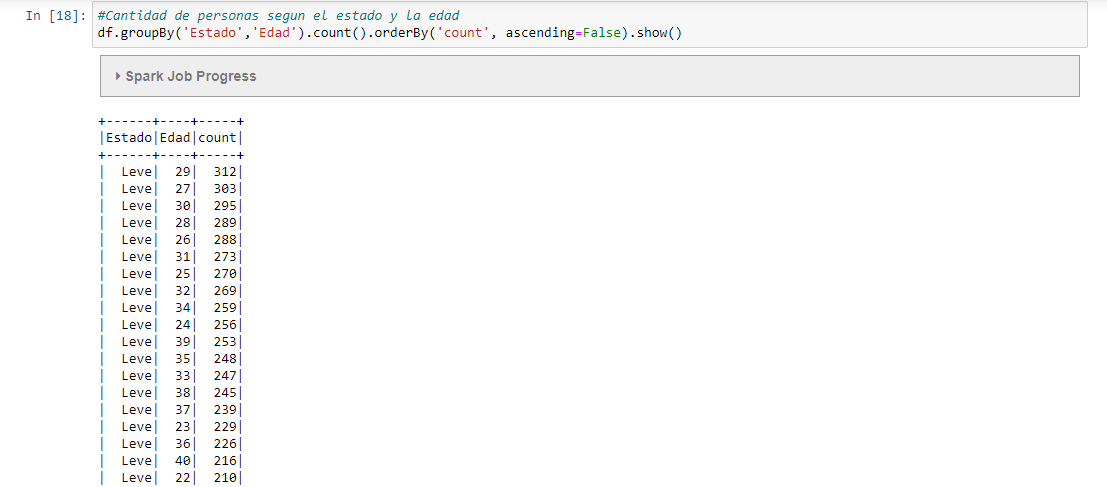 In [18]: #Cantidad de personas segun el estado y la edad
df.groupBy('Estado','Edad').count().orderBy('count', ascending=False).show()
Spark Job Progress
+------+----+-----+
|Estado|Edad|count|
+------+----+-----+
|  Leve|  29|  312|
|  Leve|  27|  303|
|  Leve|  30|  295|
|  Leve|  28|  289|
|  Leve|  26|  288|
|  Leve|  31|  273|
|  Leve|  25|  270|
|  Leve|  32|  269|
|  Leve|  34|  259|
|  Leve|  24|  256|
|  Leve|  39|  253|
|  Leve|  35|  248|
|  Leve|  33|  247|
|  Leve|  38|  245|
|  Leve|  37|  239|
|  Leve|  23|  229|
|  Leve|  36|  226|
|  Leve|  40|  216|
|  Leve|  22|  210|